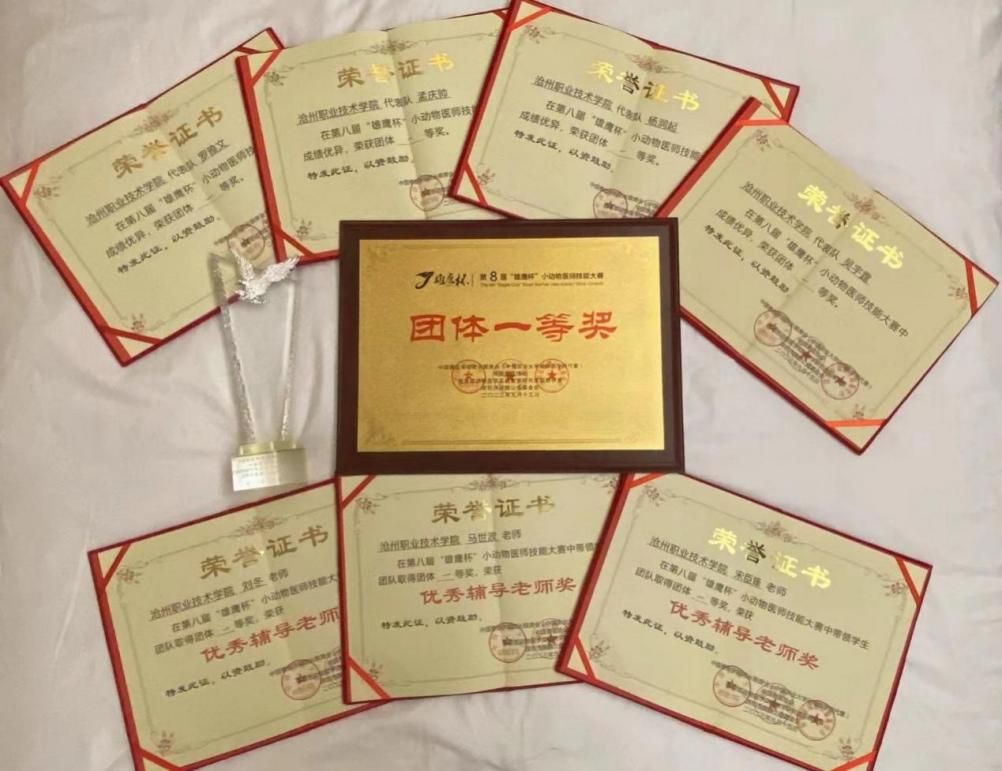 荣誉证书
沧州职业技术学院 代表队 罗雅文
在第八届“雄鹰杯”小动物医师
成绩优异，荣获团体 等奖。
特发此证，以资鼓励。
荣誉证书
沧州职业技术学院 代表队
在第八届“雄鹰杯”小动物医师技
成绩优异，荣获团体 一 等奖。
特发此证，以资鼓励。
荣誉证书
沧州职业技术学院 代表队 杨润起
在第八届“雄鹰杯”小动物医师技能
成绩优异，荣获团体 一 等奖。
特发此证，以资鼓励。
荣誉证书
沧州职业技术学院 代表队
在第八届“雄鹰杯”小动物医师技能大赛中
成绩优异，荣获团体 一 等奖。
特发此证，以资鼓励。
雄鹰杯 第8届“雄鹰杯”小动物医师技能大赛
团体一等奖
荣誉证书
沧州职业技术学院 刘冬 老师
在第八届“雄鹰杯”小动物医师技能大
团队取得团体 一 等奖，荣获
优秀辅导老师
特发此证，以资鼓励。
荣誉证书
沧州职业技术学院 马世波 老师
在第八届“雄鹰杯”小动物医师技能大赛中带领
团队取得团体 一 等奖，荣获
优秀辅导老师奖
特发此证，以资鼓励。
荣誉证书
沧州职业技术学院 老师
在第八届“雄鹰杯”小动物医师技能大赛中带领学生
团队取得团体 一 等奖，荣获
优秀辅导老师奖
特发此证，以资鼓励。